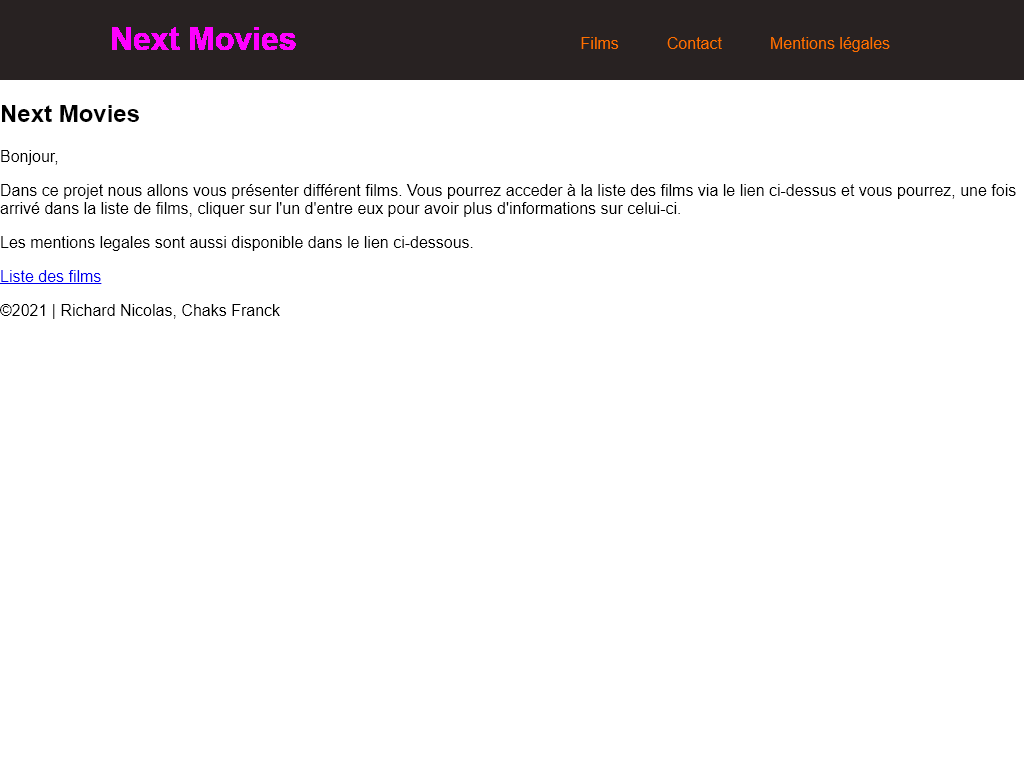 Next Movies
Films
Contact
Mentions légales
Next Movies
Bonjour,
Dans ce projet nous allons vous présenter différent films. Vous pourrez acceder à la liste des films via le lien ci-dessus et vous pourrez, une fois
arrivé dans la liste de films, cliquer sur l'un d'entre eux pour avoir plus d'informations sur celui-ci.
Les mentions legales sont aussi disponible dans le lien ci-dessous.
Liste des films
©2021 | Richard Nicolas, Chaks Franck